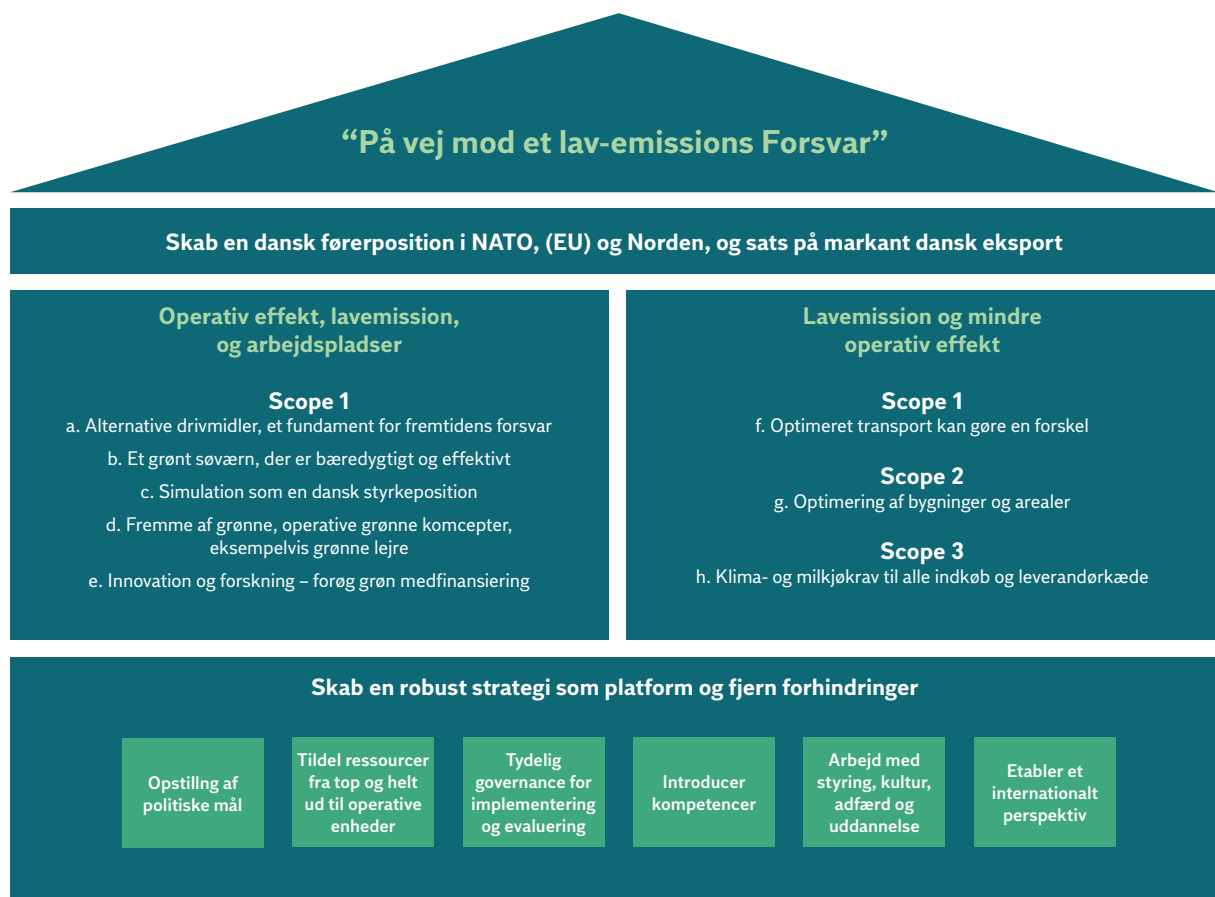 “På vej mod et lav-emissions Forsvar”
Skab en dansk førerposition i NATO, (EU) og Norden, og sats på markant dansk eksport
Operativ effekt, lavemission,
og arbejdspladser
Scope 1
a. Alternative drivmidler, et fundament for fremtidens forsvar
b. Et grønt søværn, der er bæredygtigt og effektivt
c. Simulation som en dansk styrkeposition
d. Fremme af grønne, operative grønne komcepter,
eksempelvis grønne lejre
e. Innovation og forskning – forøg grøn medfinansiering
Lavemission og mindre
operativ effekt
Scope 1
f. Optimeret transport kan gøre en forskel
Scope 2
g. Optimering af bygninger og arealer
Scope 3
h. Klima- og milkjøkrav til alle indkøb og leverandørkæde
Skab en robust strategi som platform og fjern forhindringer
Opstillng af
politiske mål
Tildel ressourcer
fra top og helt
ud til operative
enheder
Tydelig
governance for
implementering
og evaluering
Introducer
kompetencer
Arbejd med
styring, kultur,
adfærd og
uddannelse
Etabler et
internationalt
perspektiv